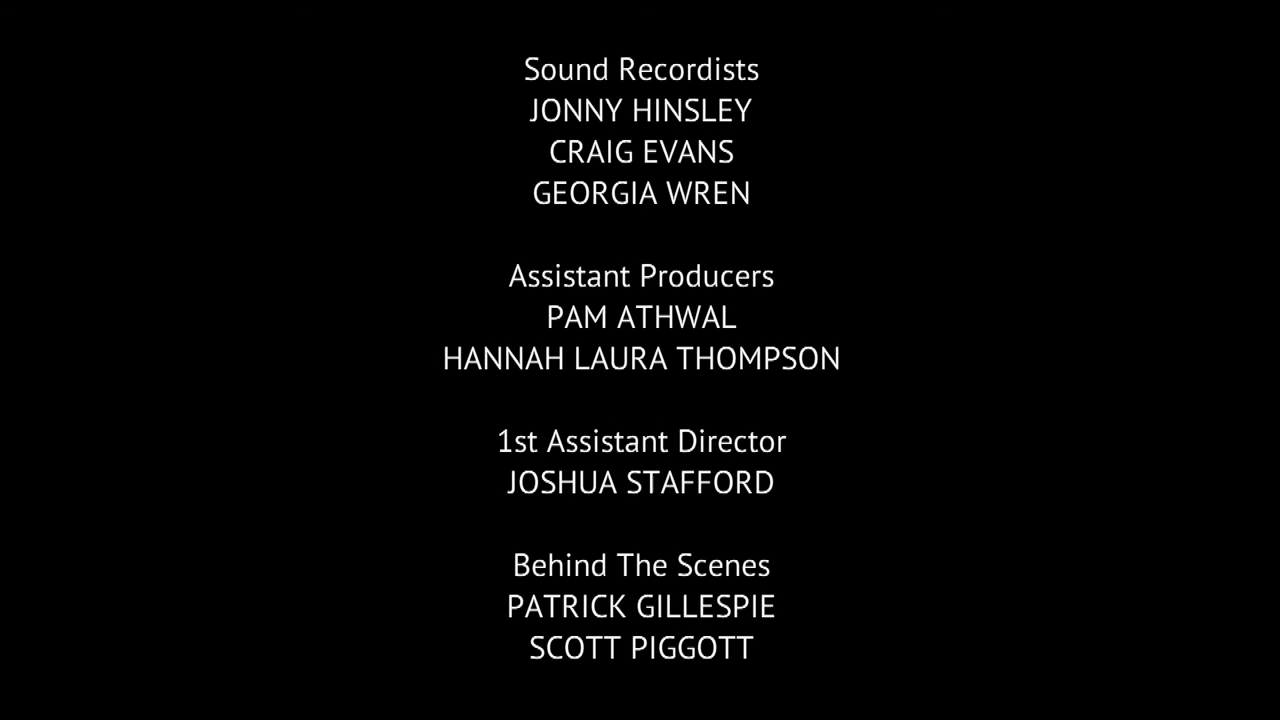 Sound Recordists
JONNY HINSLEY
CRAIG EVANS
GEORGIA WREN
Assistant Producers
PAM ATHWAL
HANNAH LAURA THOMPSON
1st Assistant Director
JOSHUA STAFFORD
Behind The Scenes
PATRICK GILLESPIE
SCOTT PIGGOTT